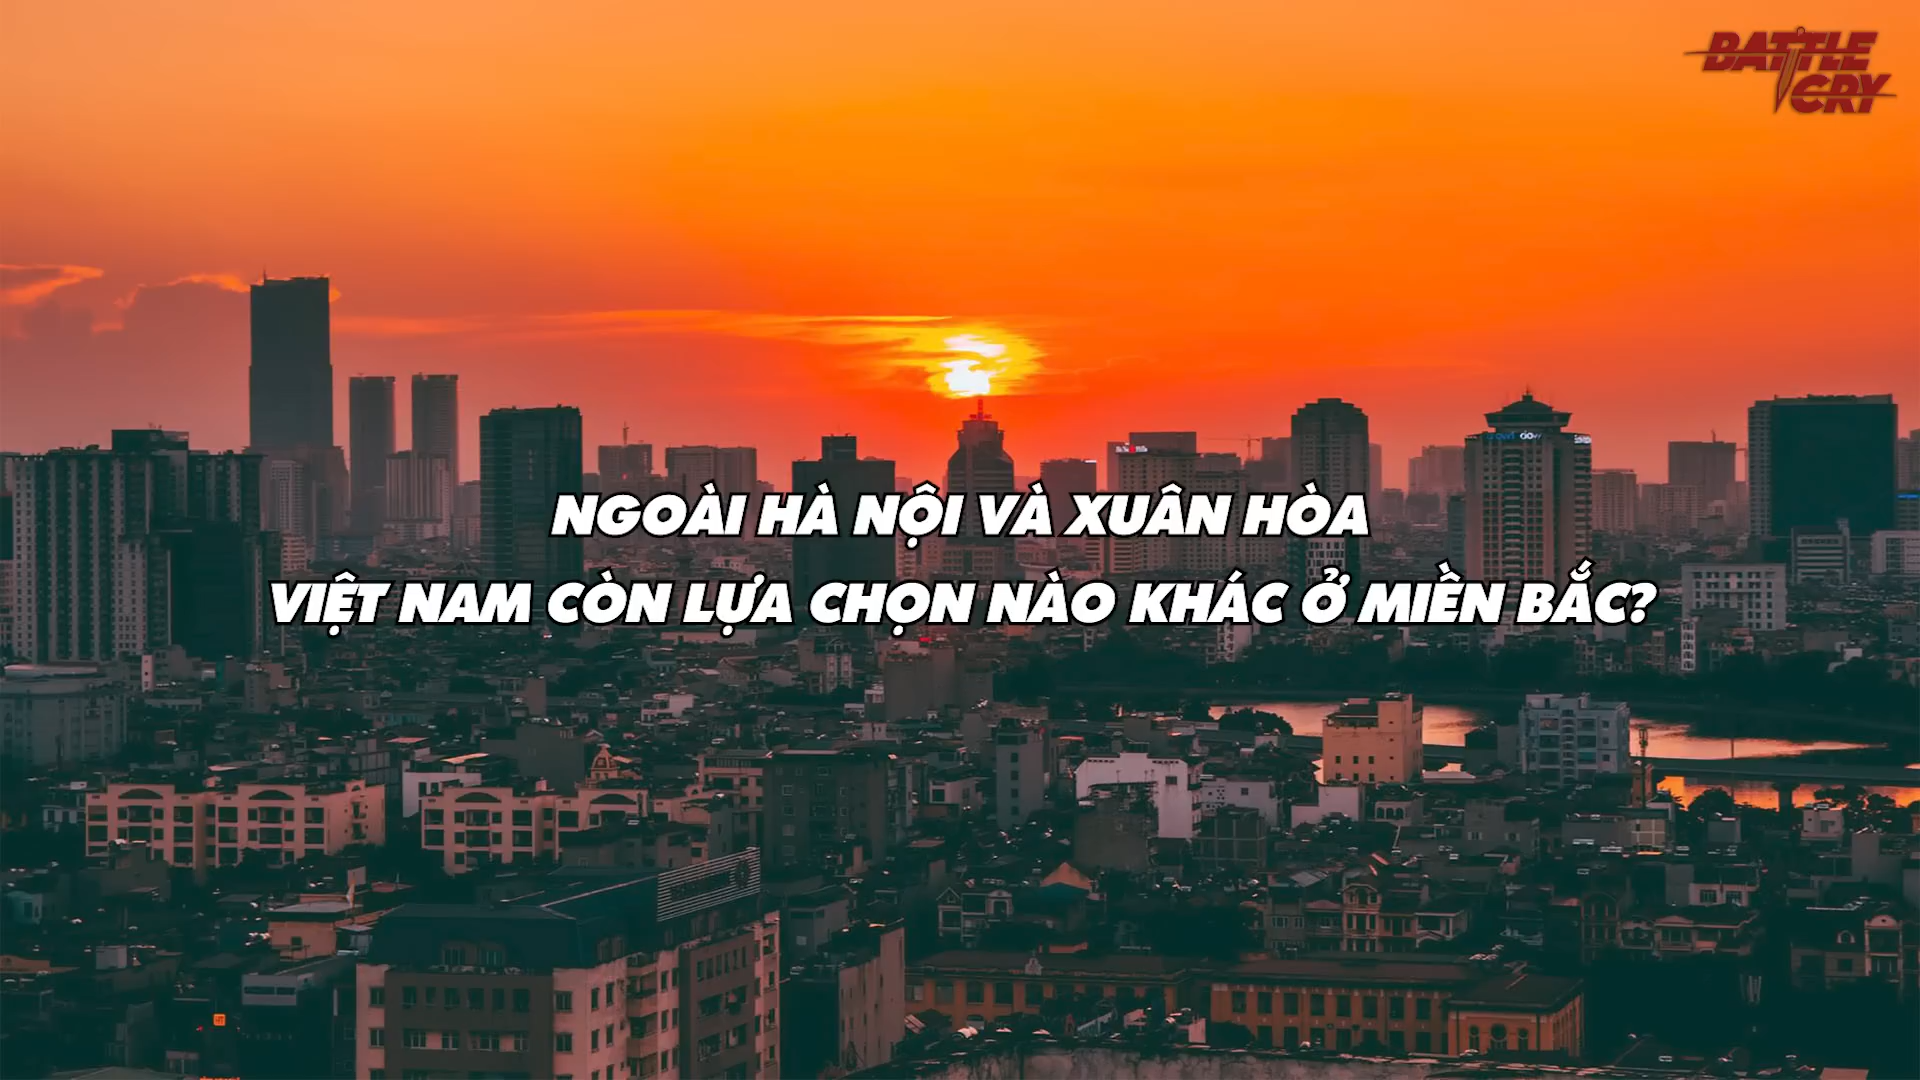 BATTLE
CRY
NGOÀI HÀ NỘI VÀ XUÂN HÒA
VIỆT NAM CÒN LỰA CHỌN NÀO KHÁC Ở MIỀN BẮC?